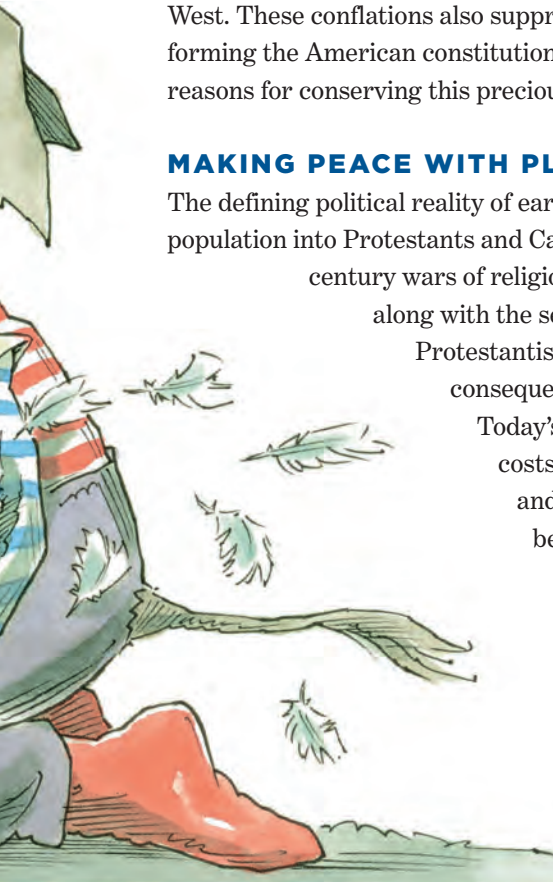 West. These conflations also suppr
forming the American constitution
reasons for conserving this preciou
MAKING PEACE WITH PL
The defining political reality of ear
population into Protestants and Ca
century wars of religio
along with the s
Protestantis
conseque
Today's
costs
and
be